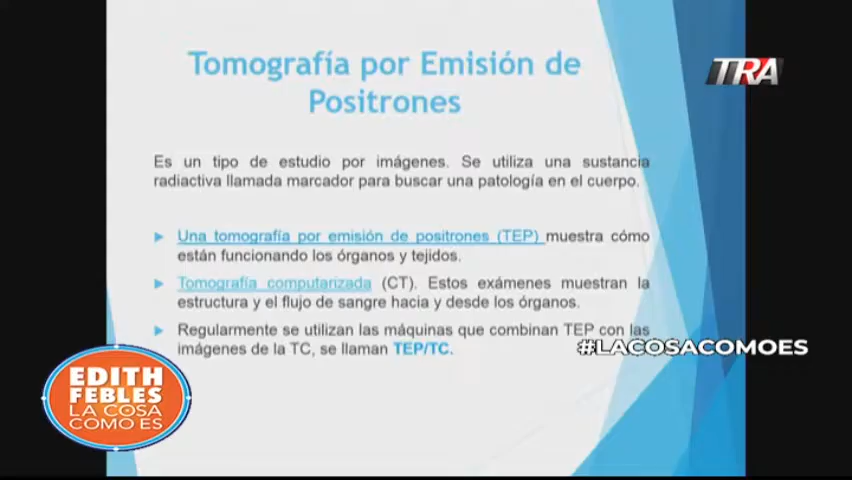 Tomografía por Emisión de
Positrones
TRA
Es un tipo de estudio por imágenes. Se utiliza una sustancia
radiactiva llamada marcador para buscar una patología en el cuerpo.
Una tomografía por emisión de positrones (TEP) muestra cómo
están funcionando los órganos y tejidos.
Tomografía computarizada (CT). Estos exámenes muestran la
estructura y el flujo de sangre hacia y desde los órganos.
Regularmente se utilizan las máquinas que combinan TEP con las
imágenes de la TC, se llaman TEP/TC.
#LACOSACOMOES
EDITH
FEBLES
LA COSA
COMO ES